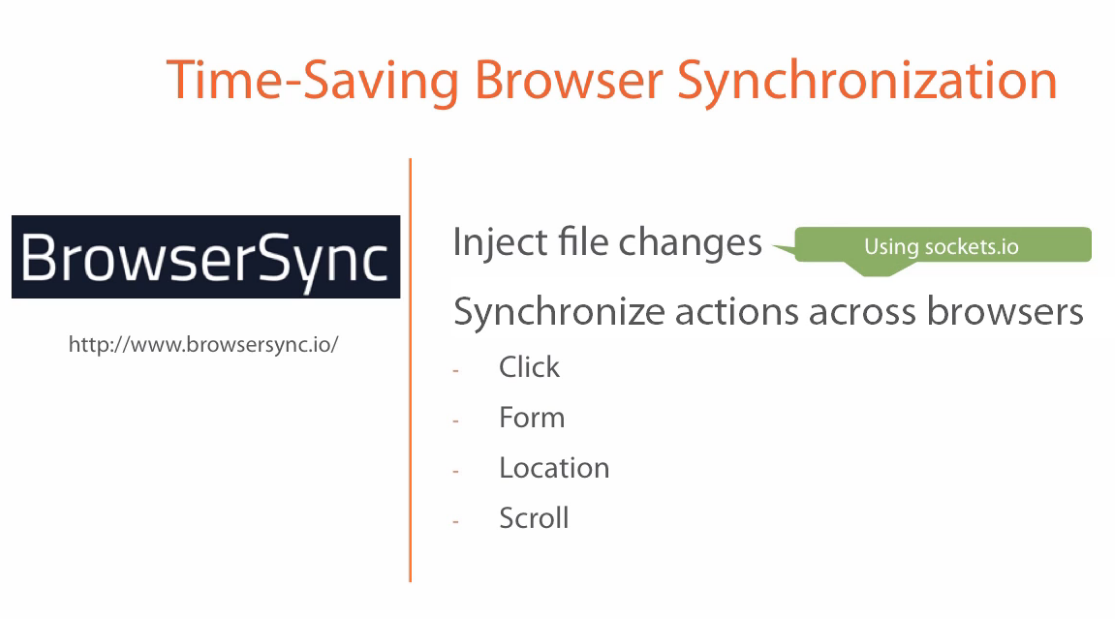 Time-Saving Browser Synchronization
BrowserSync
http://www.browsersync.io/
Inject file changes
Using sockets.io
Synchronize actions across browsers
- Click
- Form
- Location
- Scroll